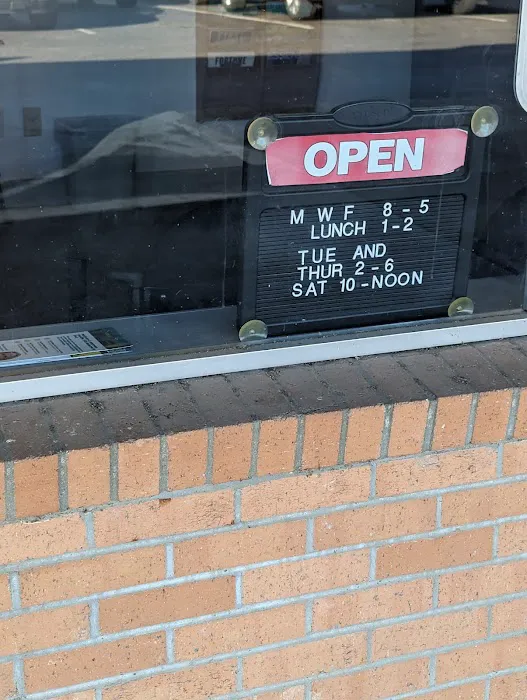 OPEN
M W F 8 - 5
LUNCH 1-2
TUE AND
THUR 2 - 6
SAT 10 - NOON